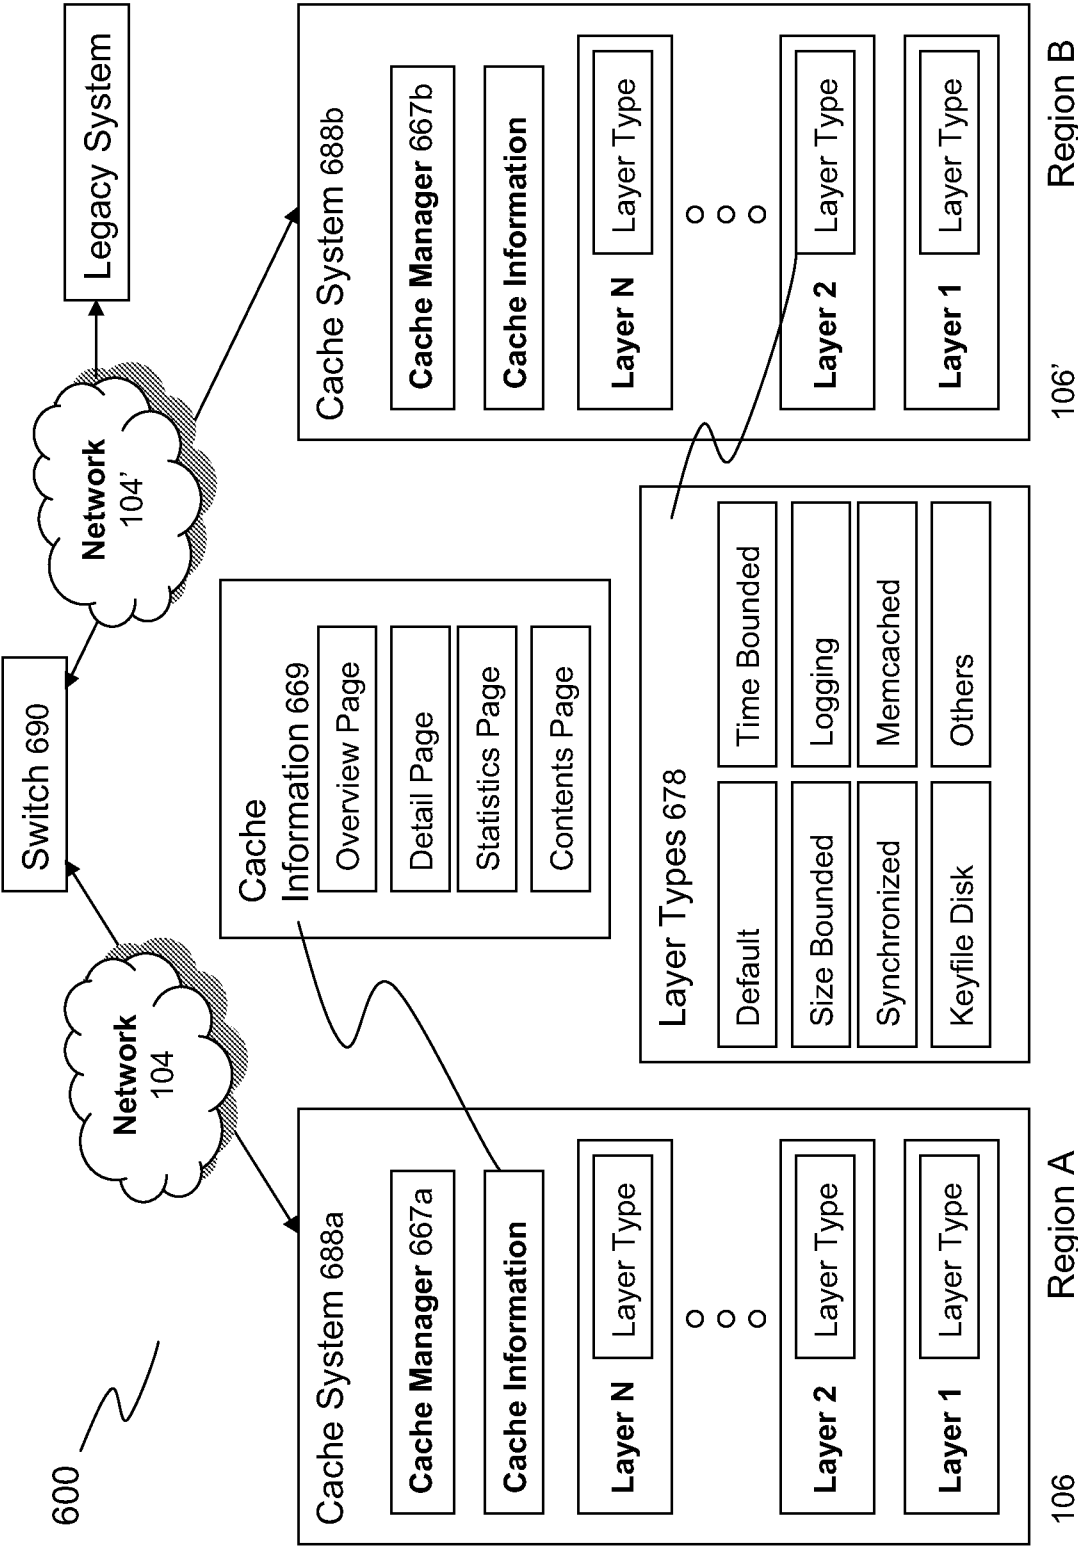 600
Switch 690
Legacy System
Network
104
Network
104'
Cache System 688a
Cache Manager 667a
Cache Information
Layer N
Layer Type
Layer 2
Layer Type
Layer 1
Layer Type
106
Region A
Cache
Information 669
Overview Page
Detail Page
Statistics Page
Contents Page
Layer Types 678
Default
Time Bounded
Size Bounded
Logging
Synchronized
Memcached
Keyfile Disk
Others
Cache System 688b
Cache Manager 667b
Cache Information
Layer N
Layer Type
Layer 2
Layer Type
Layer 1
Layer Type
106'
Region B